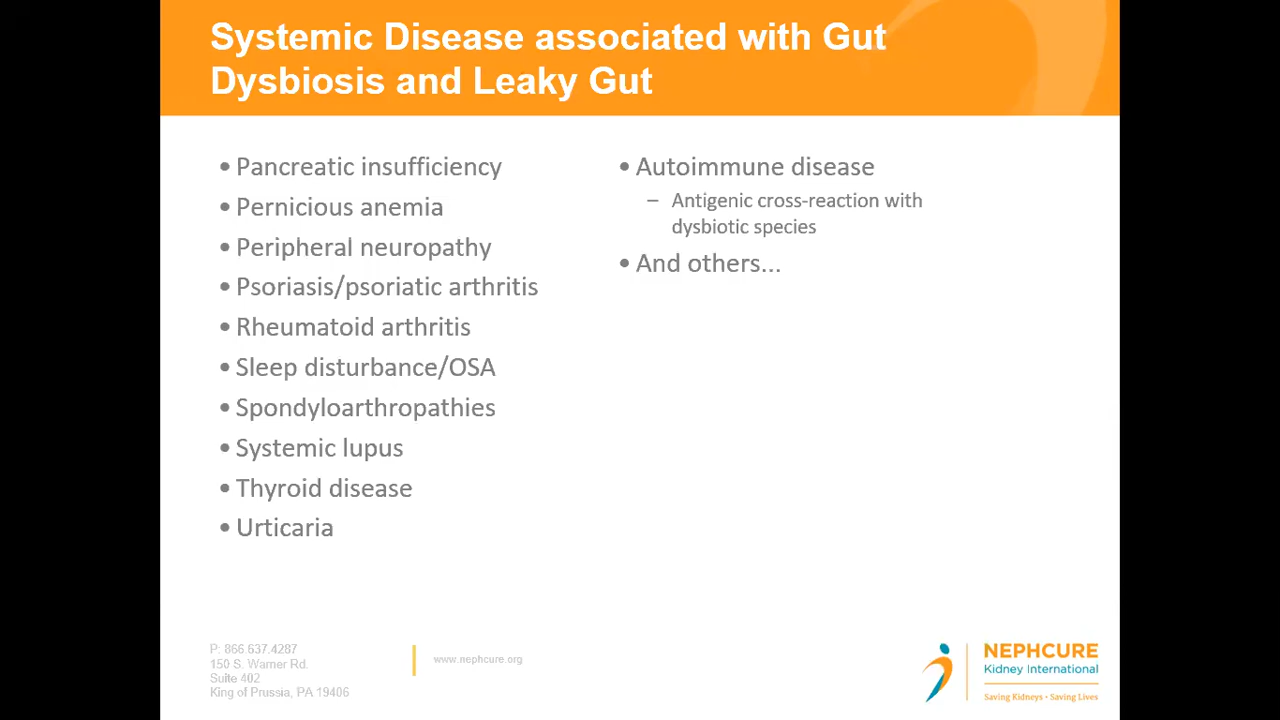 Systemic Disease associated with Gut
Dysbiosis and Leaky Gut
• Pancreatic insufficiency
• Pernicious anemia
• Peripheral neuropathy
• Psoriasis/psoriatic arthritis
• Rheumatoid arthritis
• Sleep disturbance/OSA
• Spondyloarthropathies
• Systemic lupus
• Thyroid disease
• Urticaria
• Autoimmune disease
– Antigenic cross-reaction with
dysbiotic species
• And others...
P: 866.637.4287
150 S. Warner Rd.
Suite 402
King of Prussia, PA 19406
www.nephcure.org
NEPHCURE
Kidney International
Saving Kidneys • Saving Lives